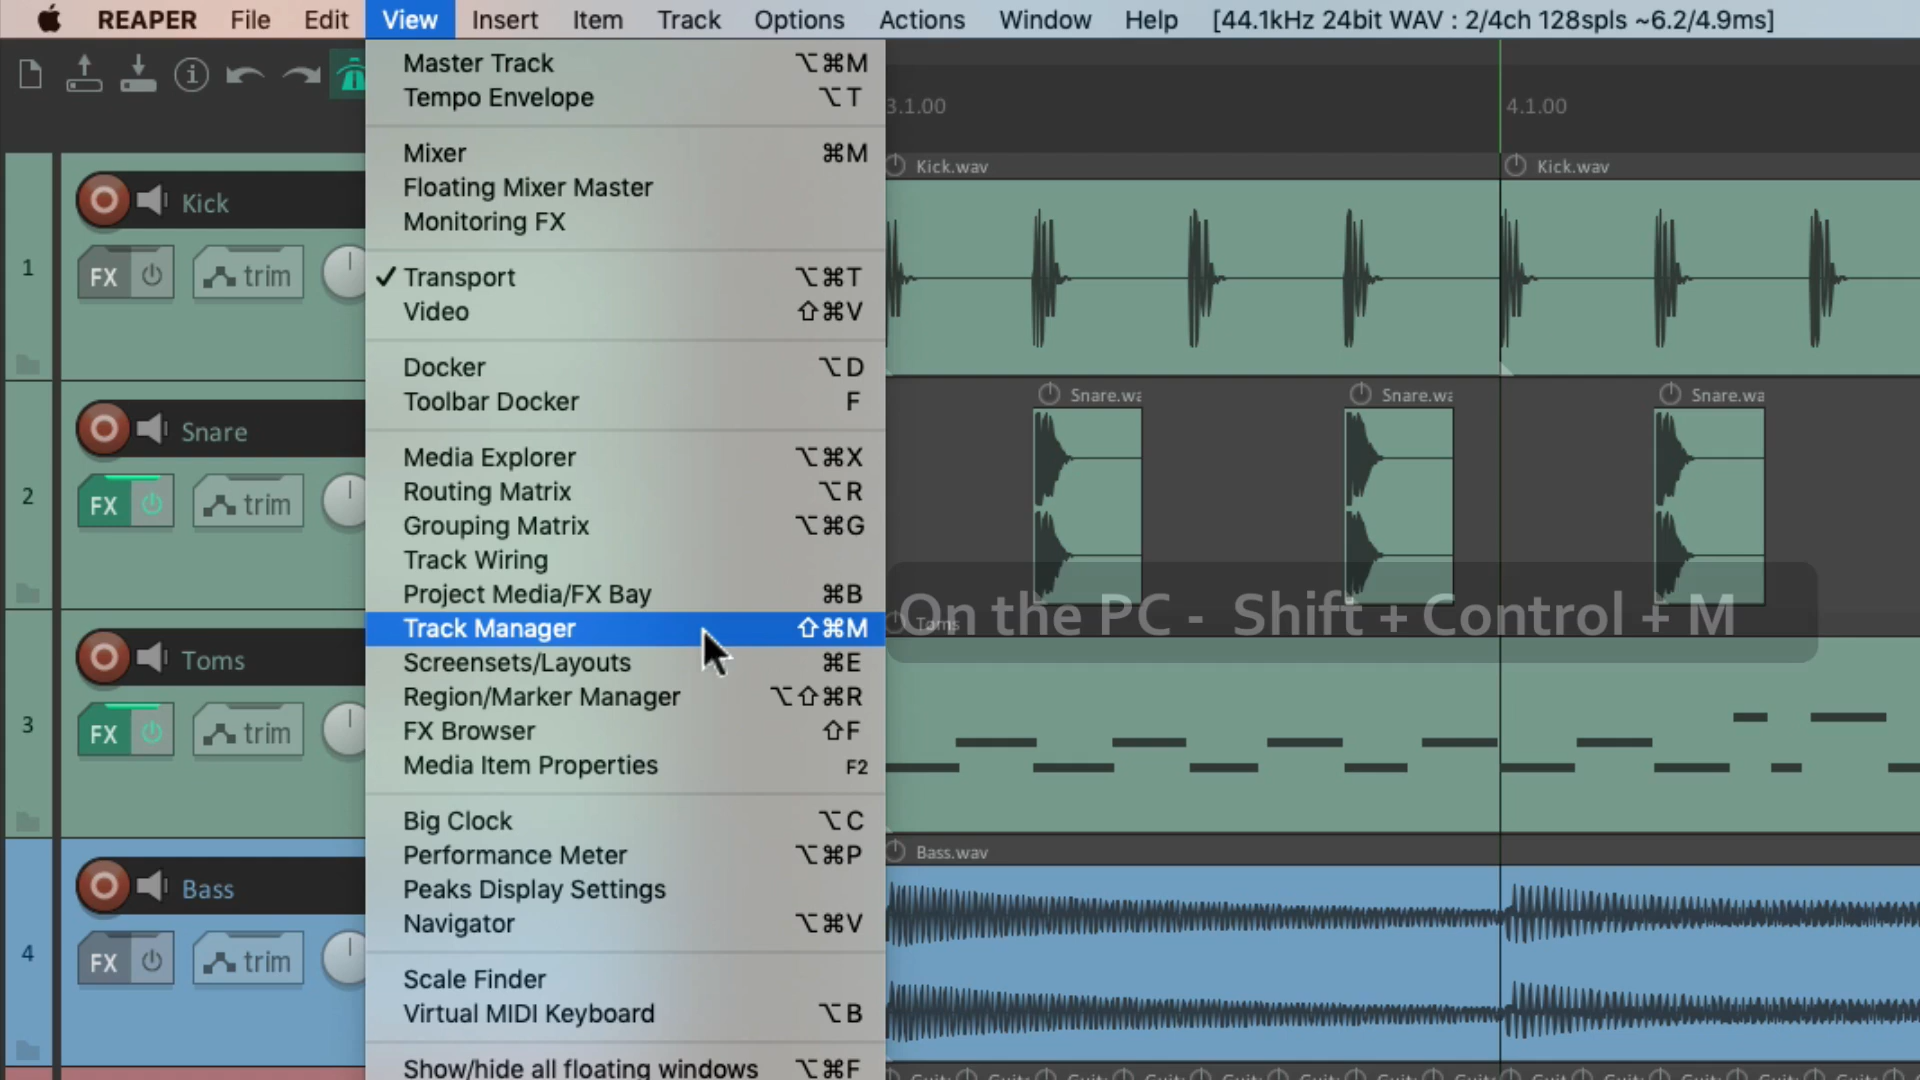 REAPER File Edit View Insert Item Track Options Actions Window Help [44.1kHz 24bit WAV : 2/4ch 128spls ~6.2/4.9ms]
Master Track ⌥⌘M
Tempo Envelope ⌥T
3.1.00 4.1.00
Mixer ⌘M
Floating Mixer Master
Monitoring FX
Kick.wav Kick.wav
1 Kick
FX trim
✓ Transport ⌥⌘T
Video ⇧⌘V
Docker ⌥D
Toolbar Docker F
Snare.wa Snare.wa Snare.wa
2 Snare
FX trim
Media Explorer ⌥⌘X
Routing Matrix ⌥R
Grouping Matrix ⌥⌘G
Track Wiring
Project Media/FX Bay ⌘B
Track Manager ⇧⌘M
On the PC - Shift + Control + M
Toms
Screensets/Layouts ⌘E
Region/Marker Manager ⌥⇧⌘R
FX Browser ⇧F
Media Item Properties F2
3 Toms
FX trim
Big Clock ⌥C
Performance Meter ⌥⌘P
Peaks Display Settings
Navigator ⌥⌘V
Bass.wav
4 Bass
FX trim
Scale Finder
Virtual MIDI Keyboard ⌥B
Show/hide all floating windows ⌥⌘F